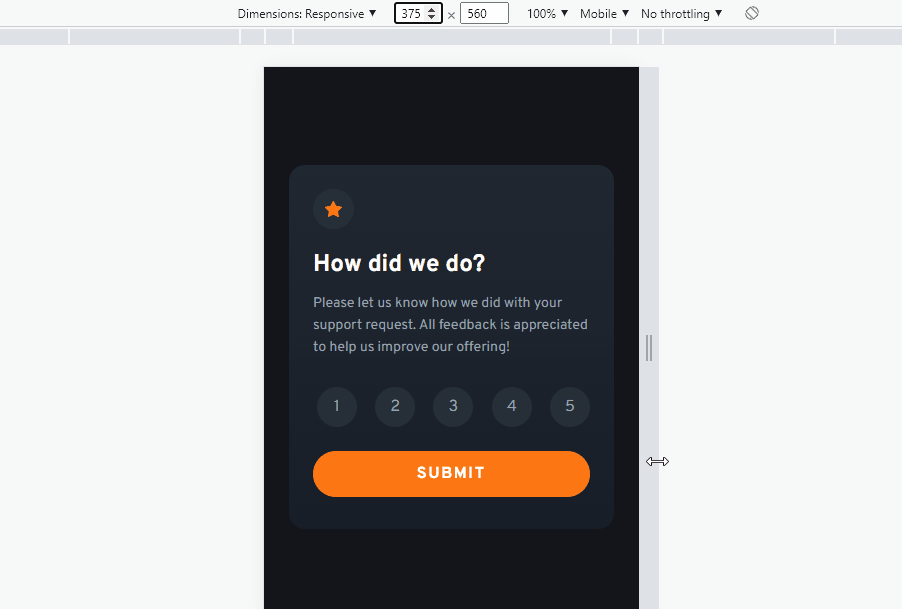 Dimensions: Responsive ▼ 375 × 560 100% ▼ Mobile ▼ No throttling ▼
How did we do?
Please let us know how we did with your
support request. All feedback is appreciated
to help us improve our offering!
1 2 3 4 5
SUBMIT